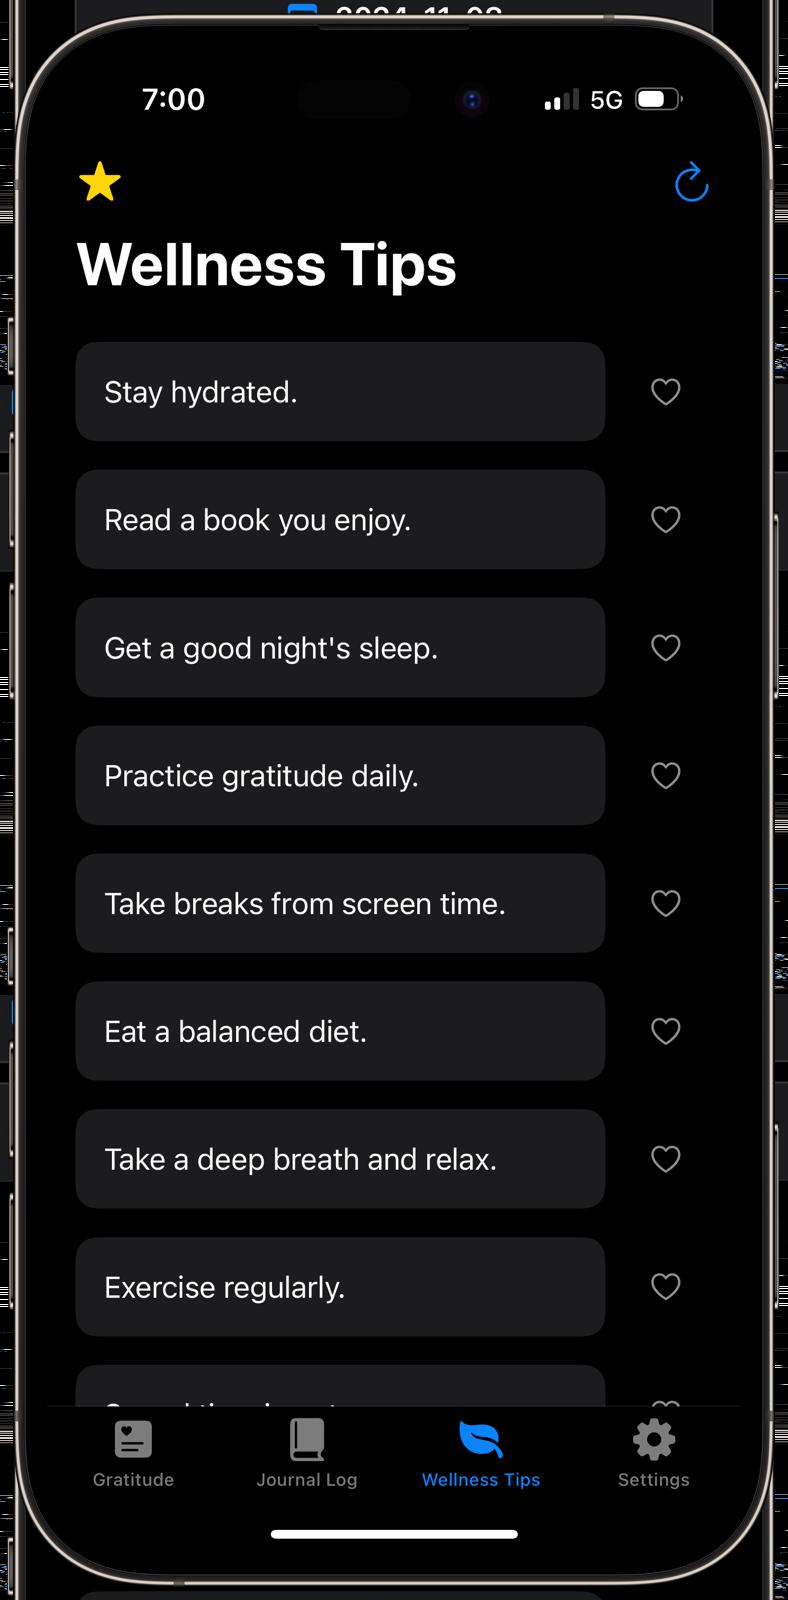 7:00
5G
Wellness Tips
Stay hydrated.
Read a book you enjoy.
Get a good night's sleep.
Practice gratitude daily.
Take breaks from screen time.
Eat a balanced diet.
Take a deep breath and relax.
Exercise regularly.
Gratitude
Journal Log
Wellness Tips
Settings